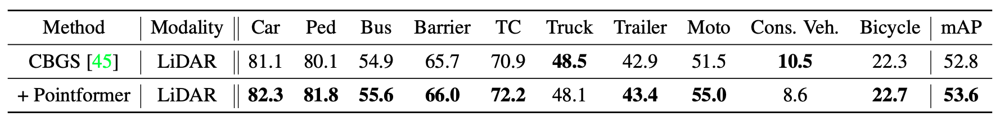 Method Modality Car Ped Bus Barrier TC Truck Trailer Moto Cons. Veh. Bicycle mAP
CBGS [45] LiDAR 81.1 80.1 54.9 65.7 70.9 48.5 42.9 51.5 10.5 22.3 52.8
+ Pointformer LiDAR 82.3 81.8 55.6 66.0 72.2 48.1 43.4 55.0 8.6 22.7 53.6